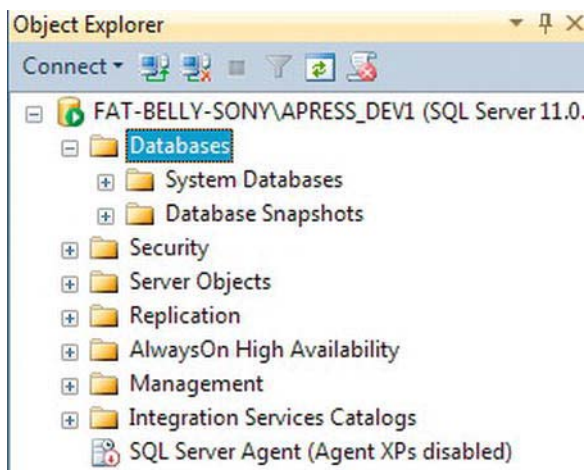 Object Explorer
Connect
FAT-BELLY-SONY\APRESS_DEV1 (SQL Server 11.0.
Databases
System Databases
Database Snapshots
Security
Server Objects
Replication
AlwaysOn High Availability
Management
Integration Services Catalogs
SQL Server Agent (Agent XPs disabled)